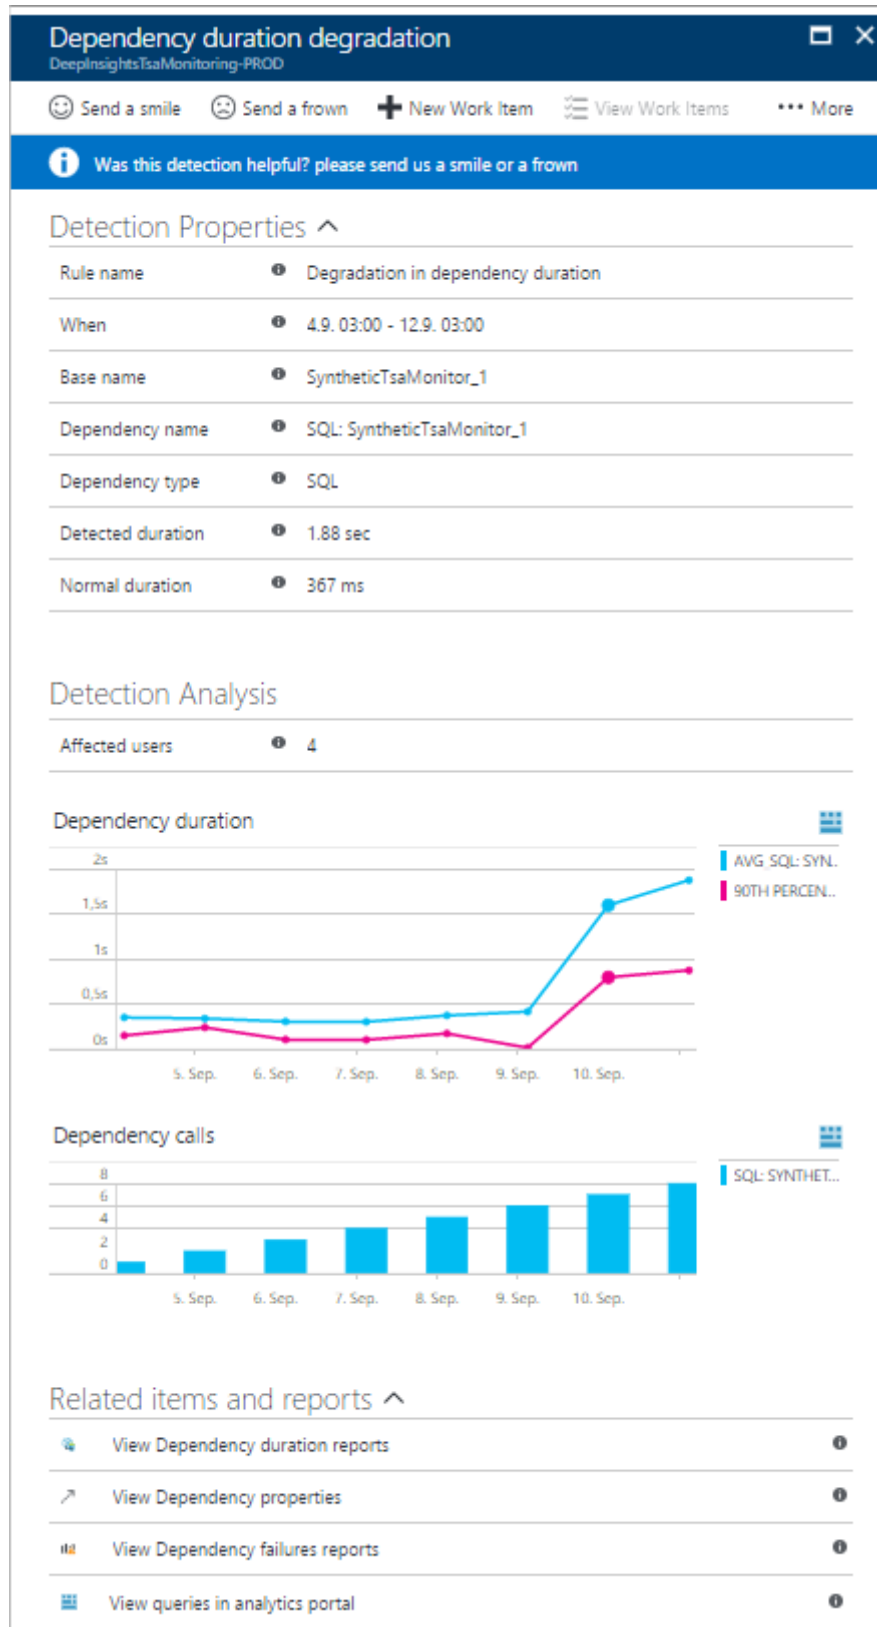 Dependency duration degradation
DeepInsightsTsaMonitoring-PROD
Send a smile Send a frown New Work Item View Work Items More
Was this detection helpful? please send us a smile or a frown
Detection Properties
Rule name Degradation in dependency duration
When 4.9. 03:00 - 12.9. 03:00
Base name SyntheticTsaMonitor_1
Dependency name SQL: SyntheticTsaMonitor_1
Dependency type SQL
Detected duration 1.88 sec
Normal duration 367 ms
Detection Analysis
Affected users 4
Dependency duration
2s
1,5s
1s
0,5s
0s
AVG_SQL: SYN..
90TH PERCEN...
5. Sep. 6. Sep. 7. Sep. 8. Sep. 9. Sep. 10. Sep.
Dependency calls
8
6
4
2
0
SQL: SYNTHET...
5. Sep. 6. Sep. 7. Sep. 8. Sep. 9. Sep. 10. Sep.
Related items and reports
View Dependency duration reports
View Dependency properties
View Dependency failures reports
View queries in analytics portal